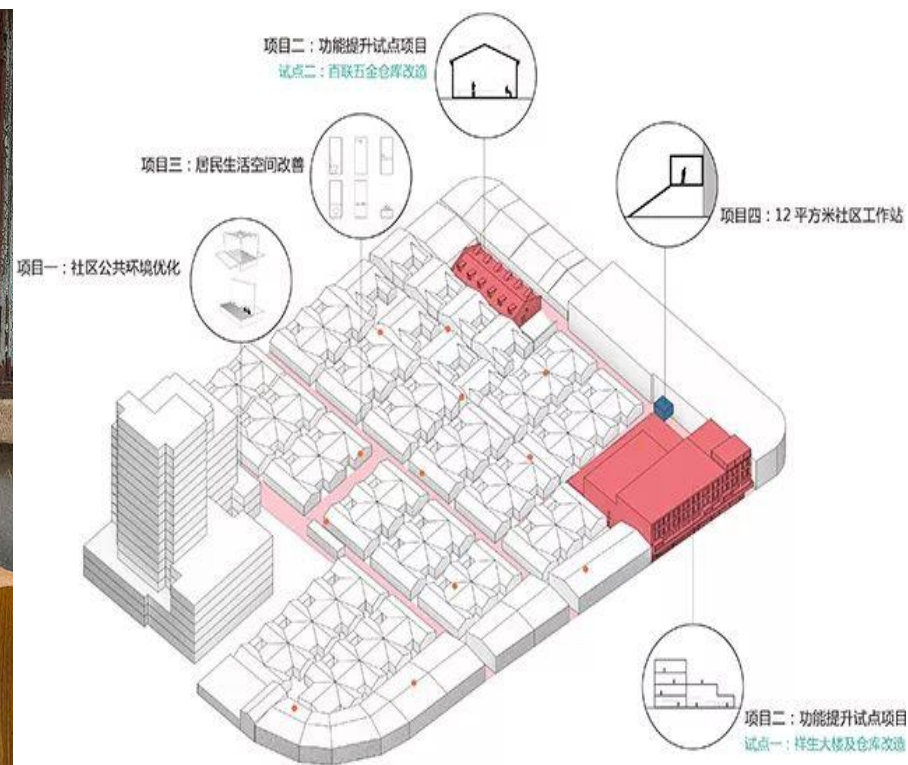 项目二：功能提升试点项目
试点二：百联五金仓库改造
项目三：居民生活空间改善
项目四：12 平方米社区工作站
项目一：社区公共环境优化
项目二：功能提升试点项目
试点一：祥生大楼及仓库改造